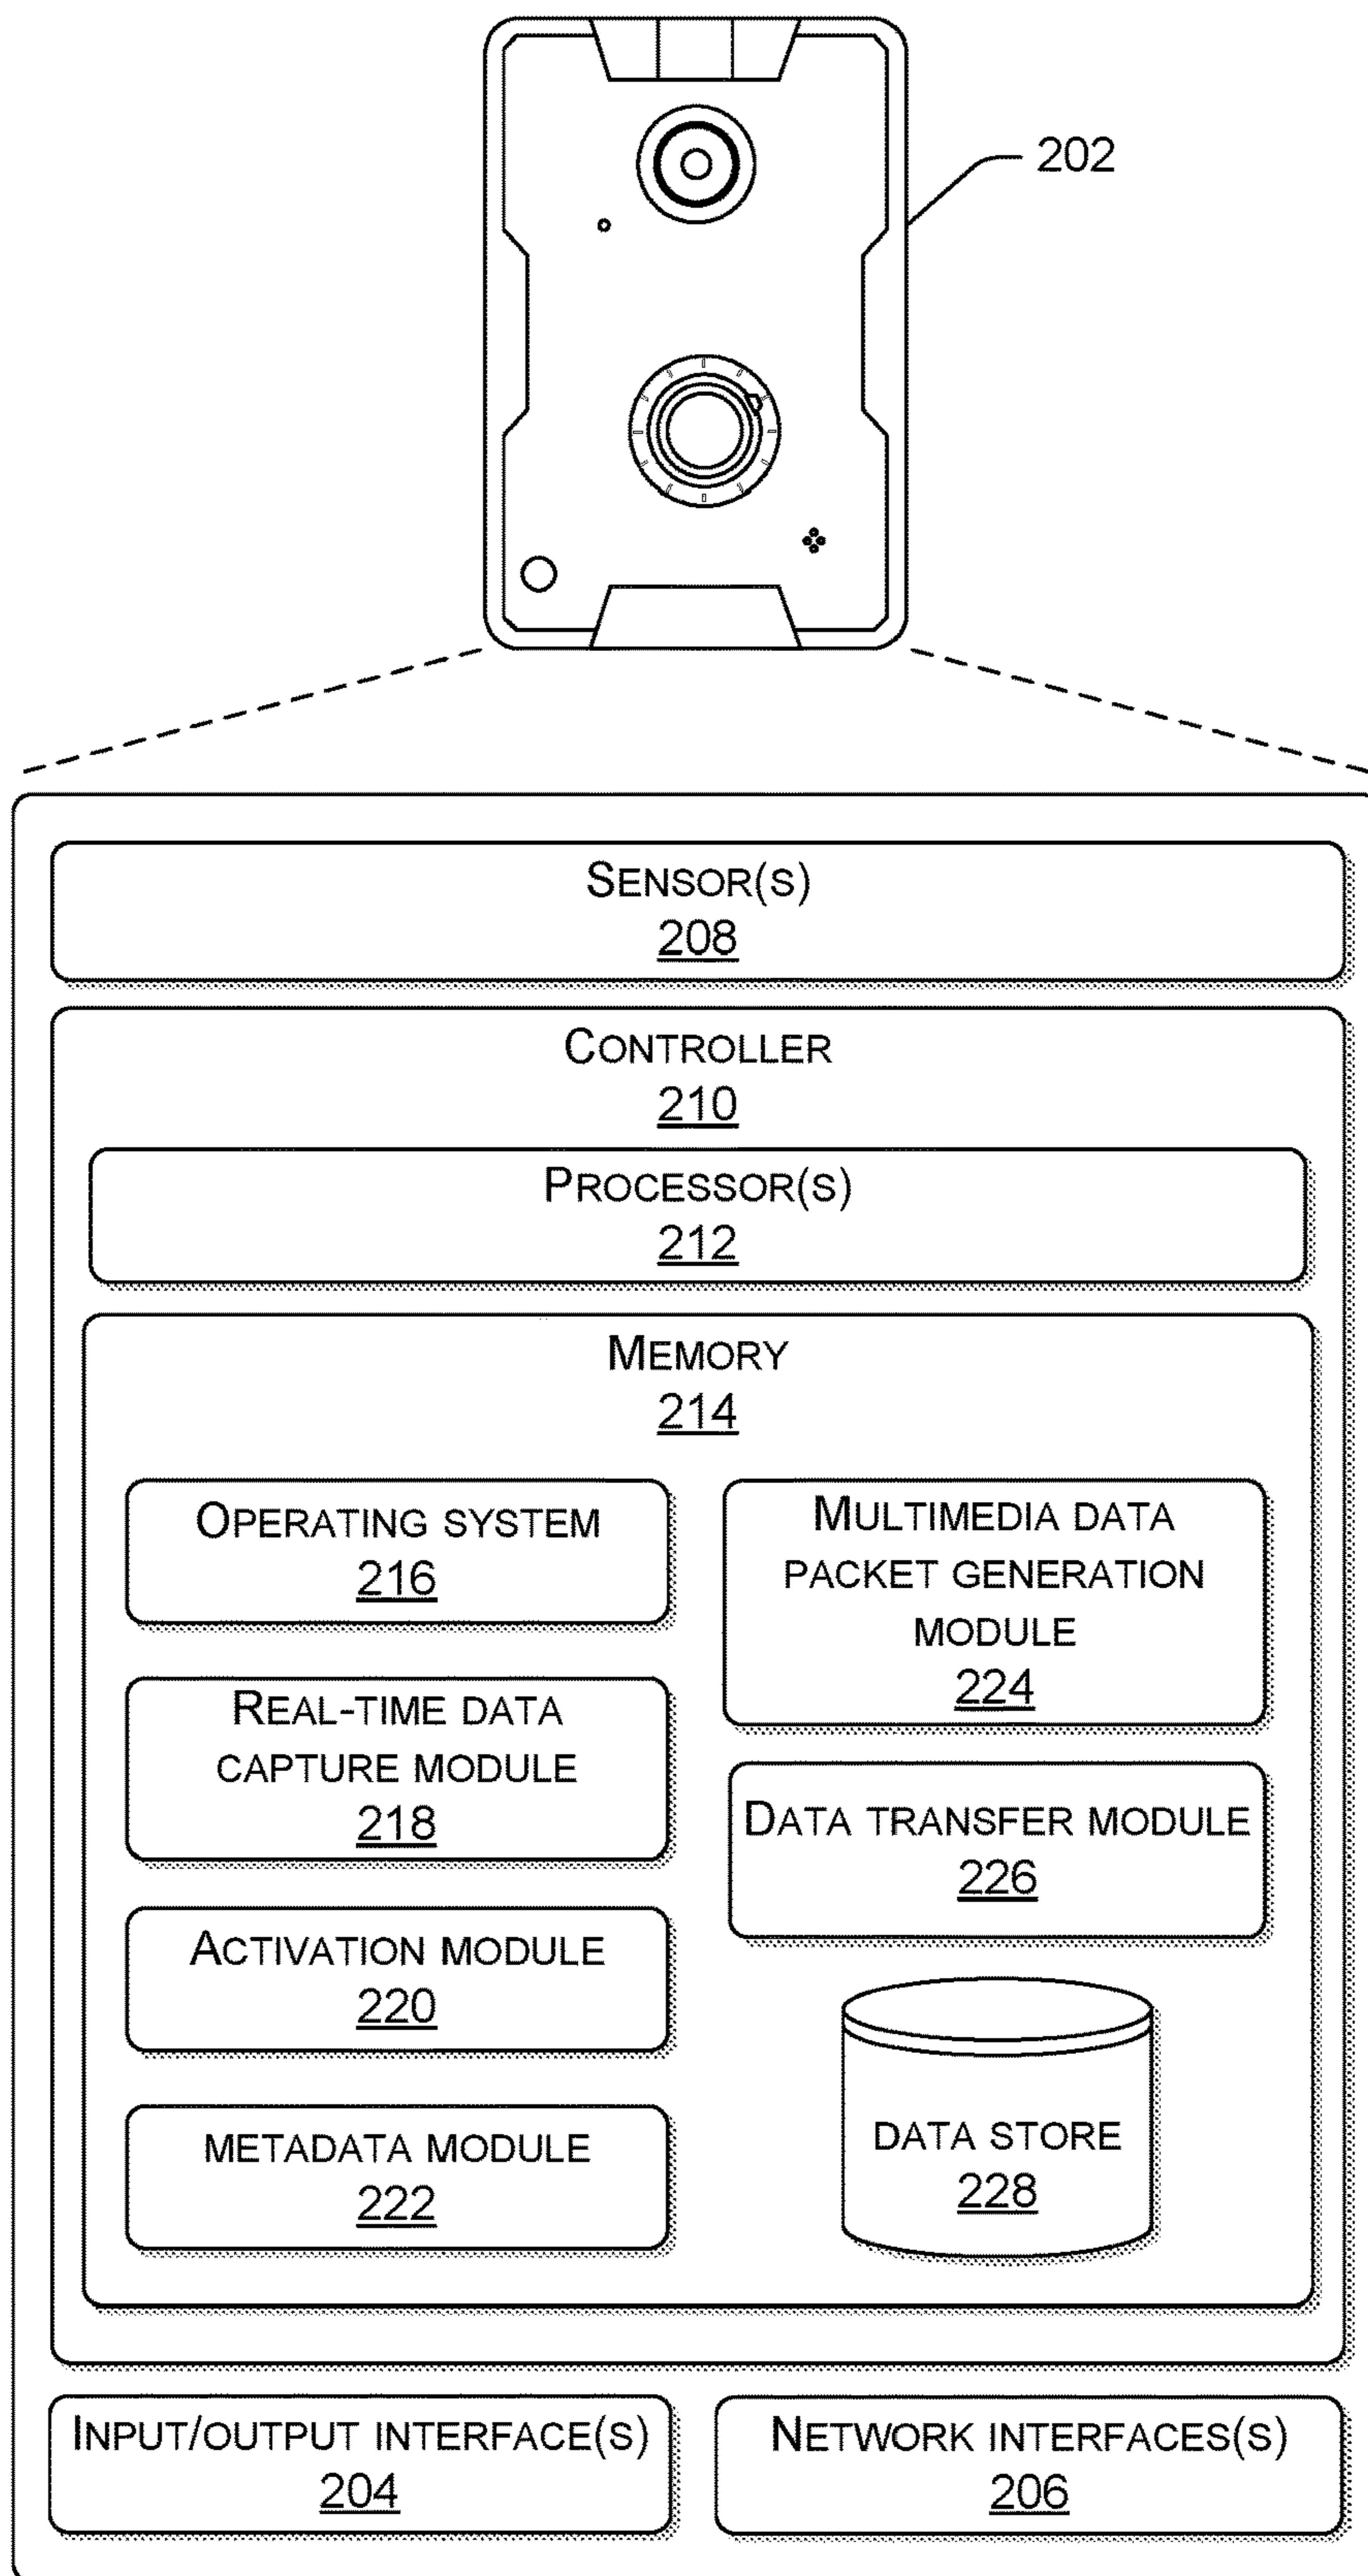 202
SENSOR(S)
208
CONTROLLER
210
PROCESSOR(S)
212
MEMORY
214
OPERATING SYSTEM
216
REAL-TIME DATA
CAPTURE MODULE
218
ACTIVATION MODULE
220
METADATA MODULE
222
MULTIMEDIA DATA
PACKET GENERATION
MODULE
224
DATA TRANSFER MODULE
226
DATA STORE
228
INPUT/OUTPUT INTERFACE(S)
204
NETWORK INTERFACES(S)
206